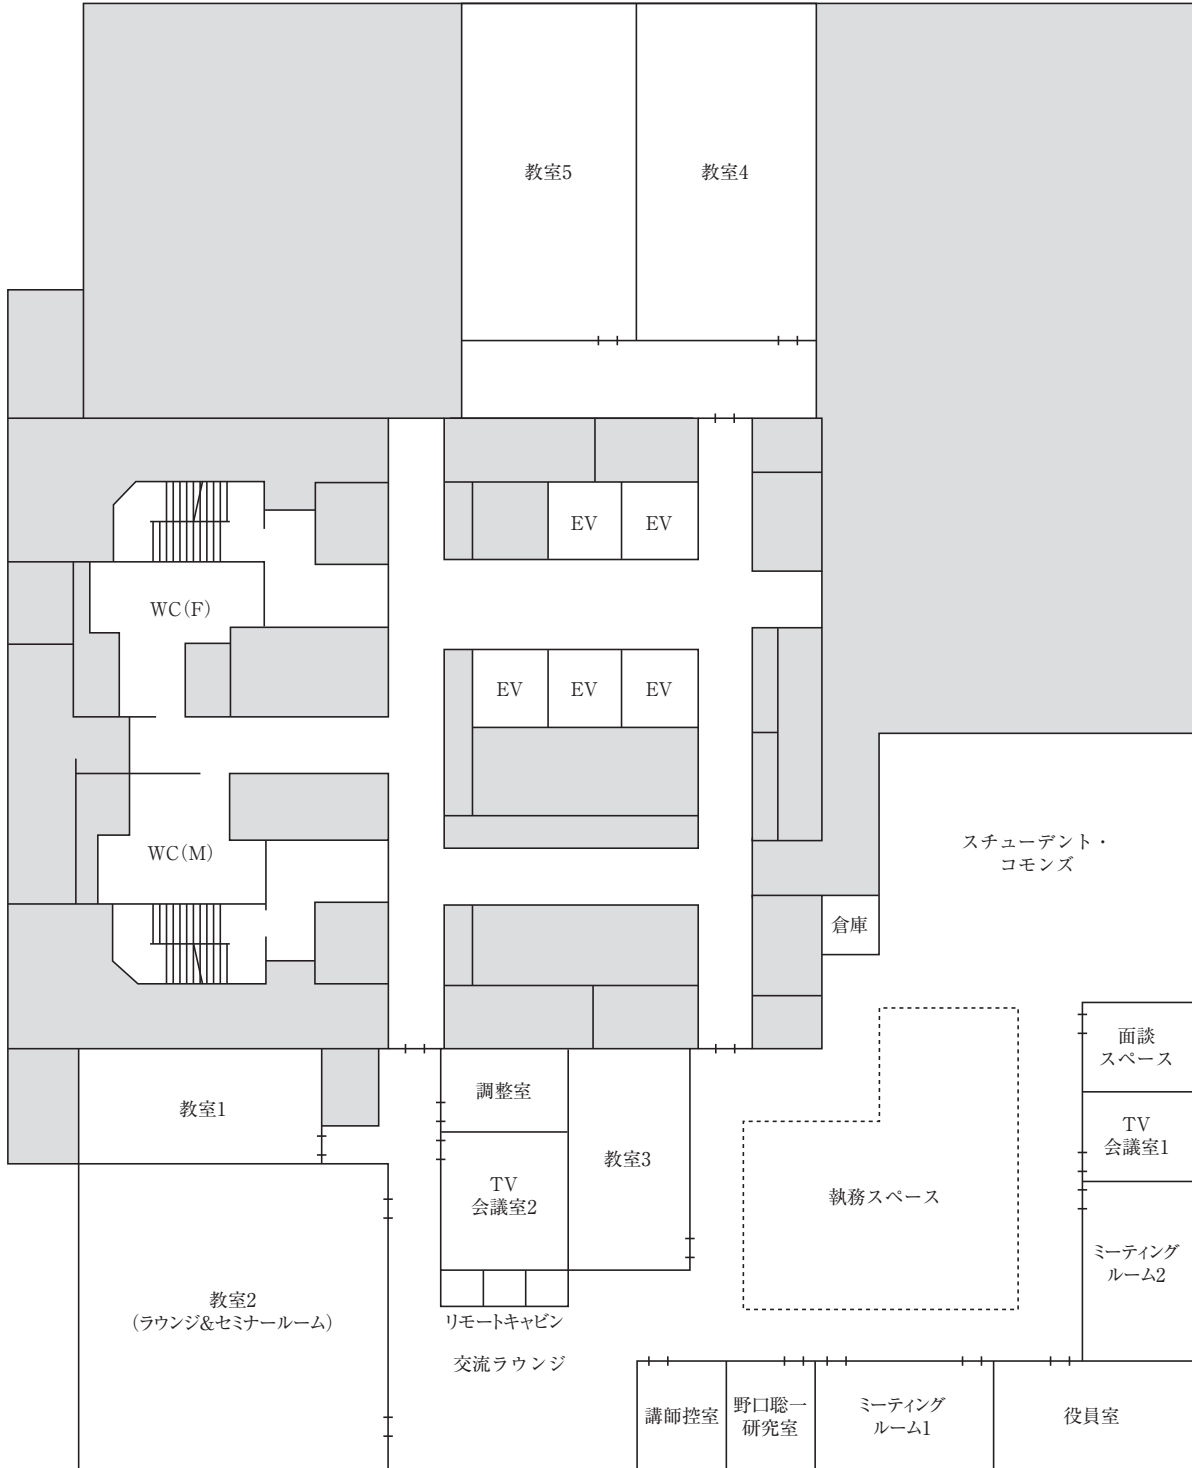 教室5
教室4
EV
EV
WC(F)
EV
EV
EV
スチューデント・
コモンズ
WC(M)
倉庫
面談
スペース
調整室
教室1
TV
会議室1
教室3
TV
会議室2
執務スペース
ミーティング
ルーム2
教室2
(ラウンジ&セミナールーム)
リモートキャビン
交流ラウンジ
講師控室
野口聡一
研究室
ミーティング
ルーム1
役員室